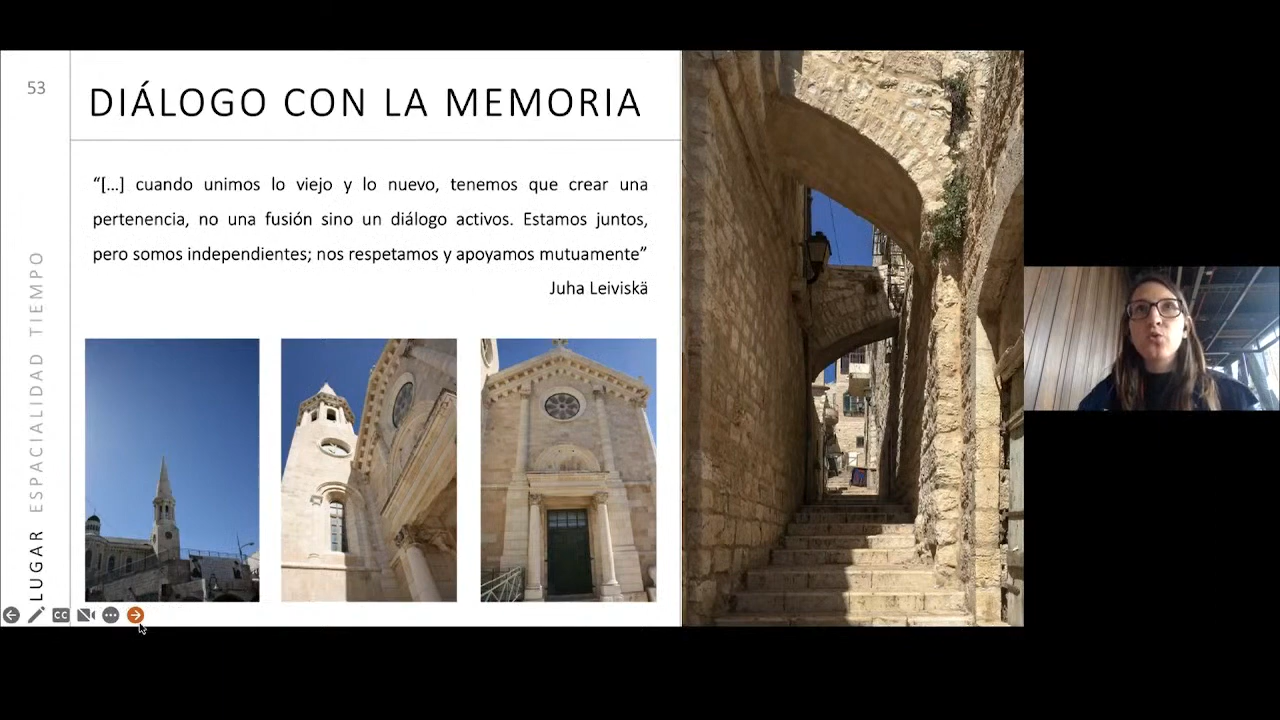 53
DIÁLOGO CON LA MEMORIA
“[...] cuando unimos lo viejo y lo nuevo, tenemos que crear una
pertenencia, no una fusión sino un diálogo activos. Estamos juntos,
pero somos independientes; nos respetamos y apoyamos mutuamente”
Juha Leiviskä
LUGAR ESPACIALIDAD TIEMPO
CC